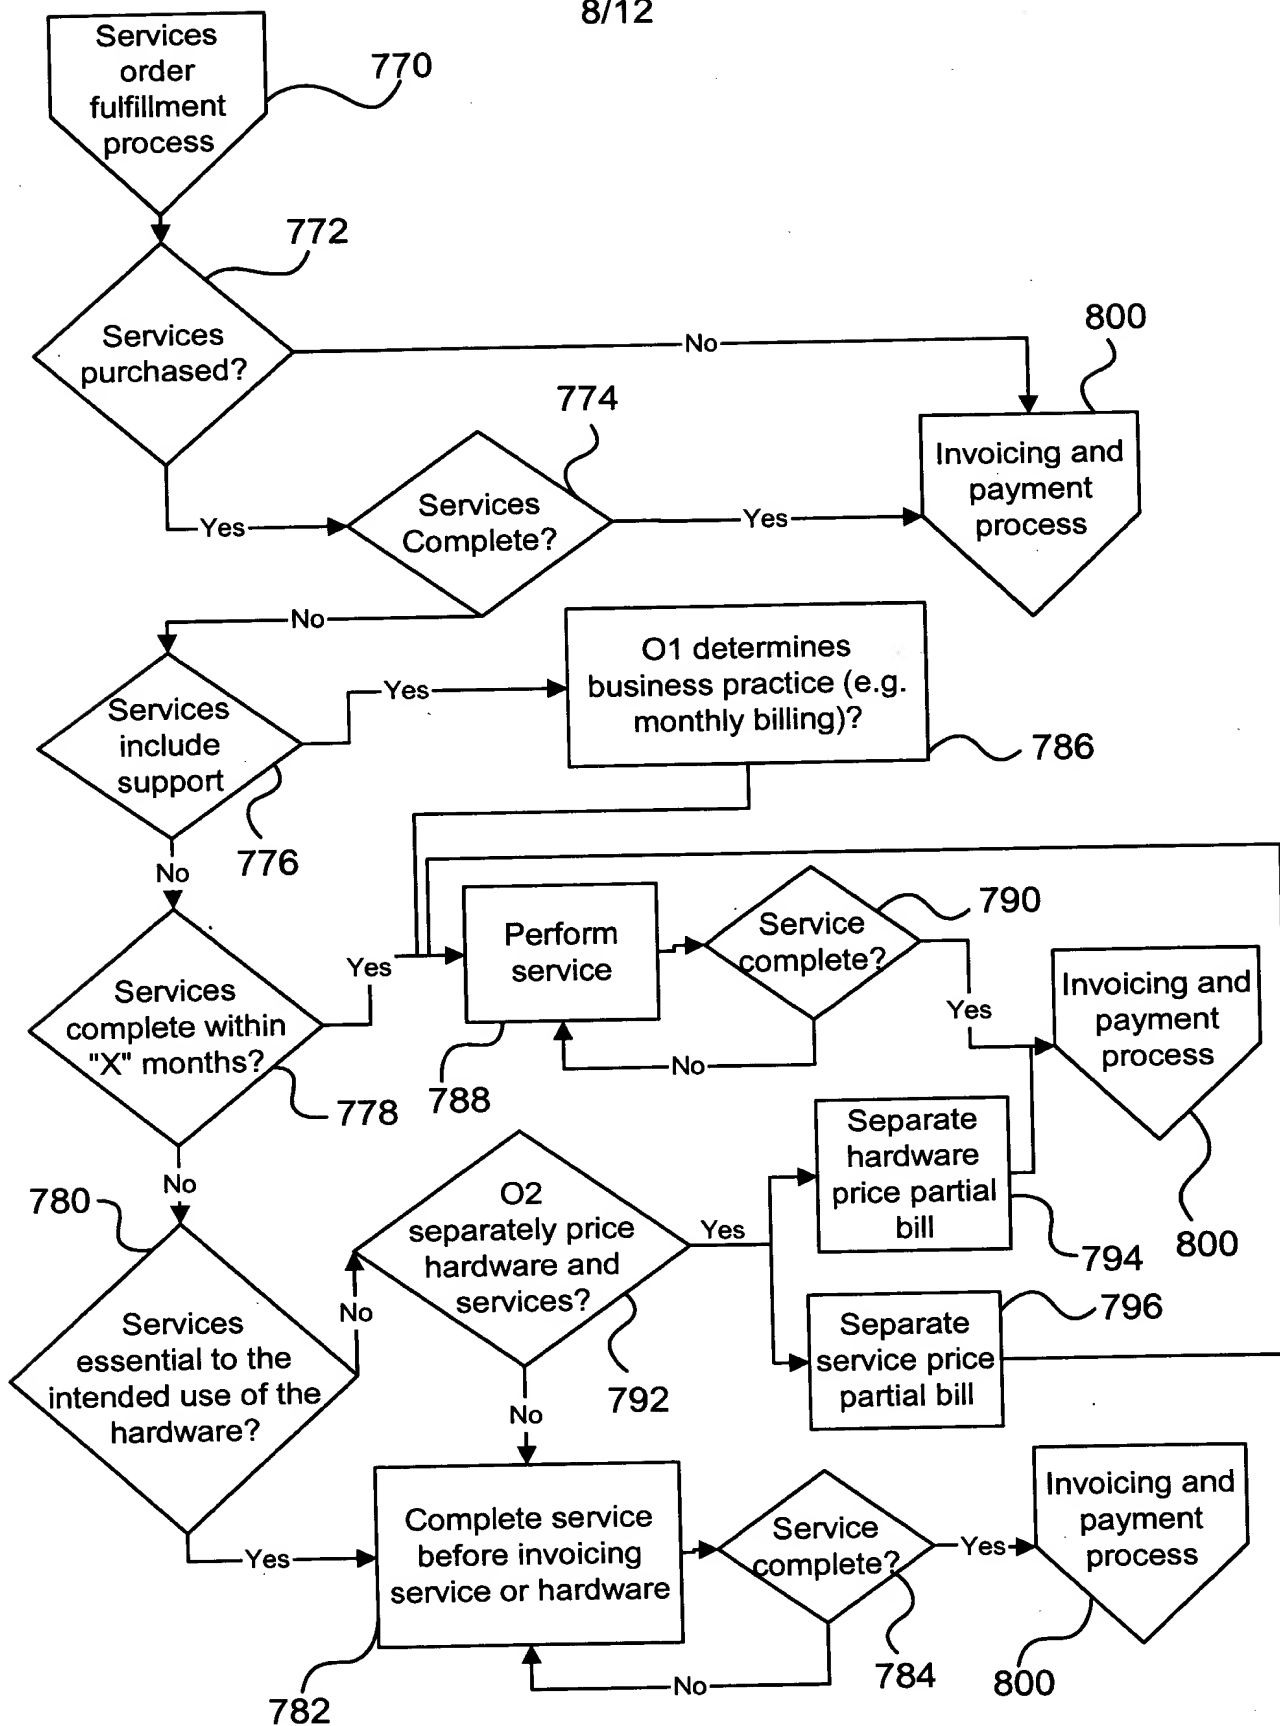 8/12
Services
order
fulfillment
process
770
772
Services
purchased?
No
800
774
Invoicing and
payment
process
Services
Complete?
Yes
Yes
No
O1 determines
business practice (e.g.
monthly billing)?
Yes
Services
include
support
786
776
No
790
Service
complete?
Perform
service
Yes
Services
complete within
"X" months?
Invoicing and
payment
process
Yes
No
788
778
Separate
hardware
price partial
bill
No
780
O2
separately price
hardware and
services?
Yes
800
794
796
No
Services
essential to the
intended use of the
hardware?
Separate
service price
partial bill
792
No
Invoicing and
payment
process
Complete service
before invoicing
service or hardware
Service
complete?
Yes
Yes
784
800
No
782